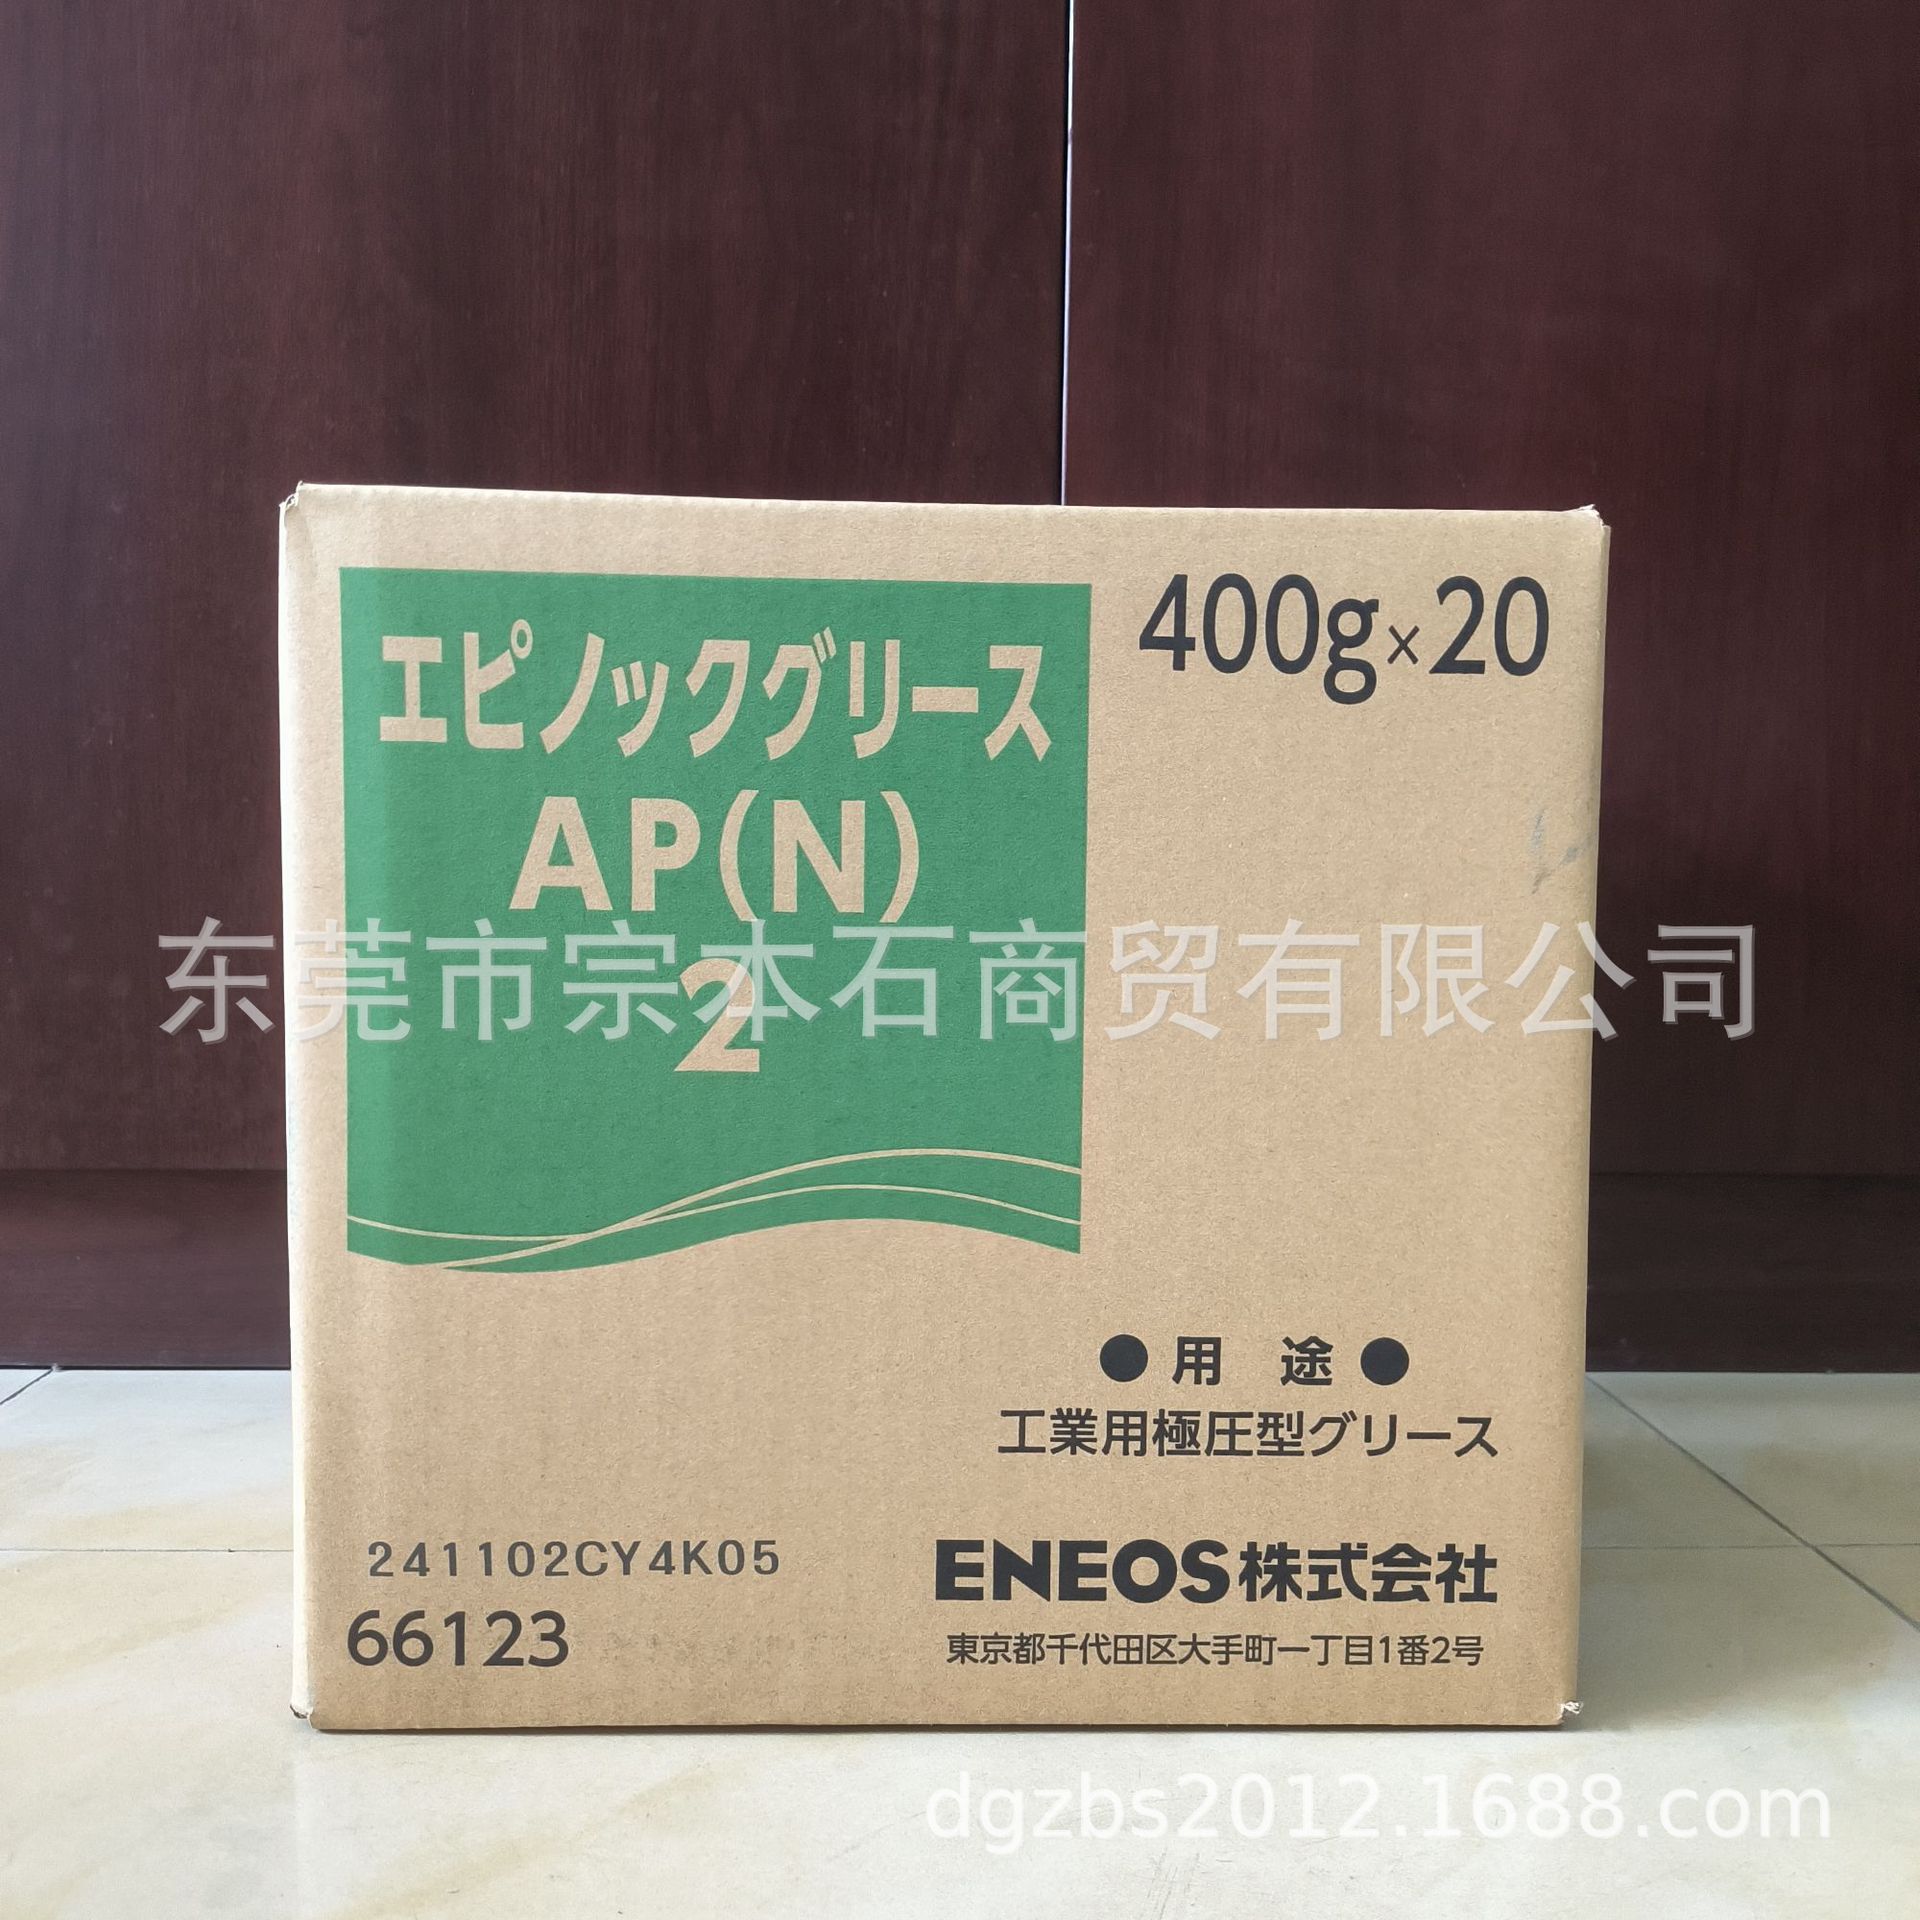 エピノックグリース
AP(N)
2
400g×20
东莞市宗本石商贸有限公司
●用 途●
工業用極圧型グリース
241102CY4K05
66123
ENEOS株式会社
東京都千代田区大手町一丁目1番2号
dgzbs2012.1688.com